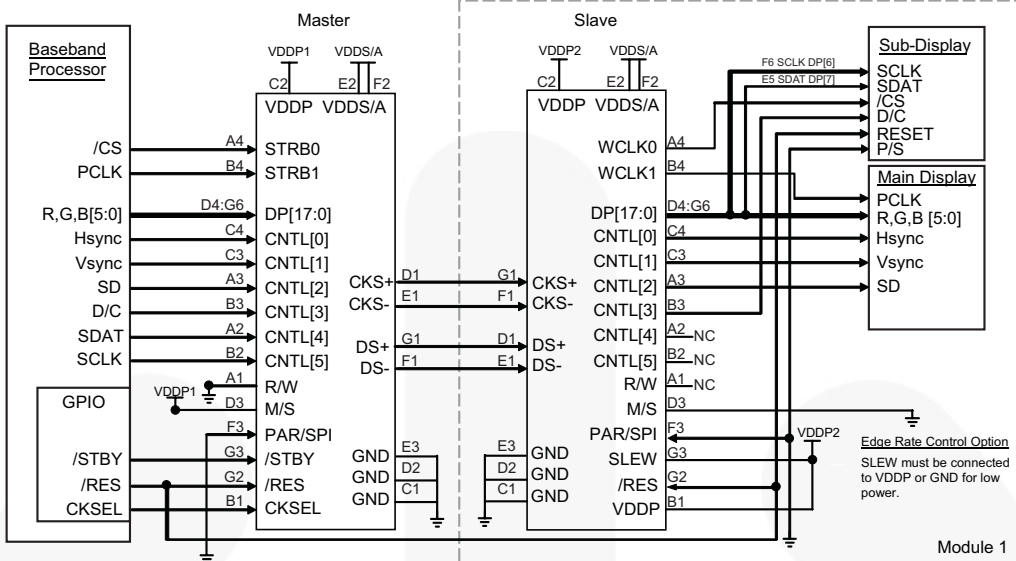 Master
Slave
Baseband
Processor
/CS
PCLK
R,G,B[5:0]
Hsync
Vsync
SD
D/C
SDAT
SCLK
GPIO
/STBY
/RES
CKSEL
VDDP1
VDDS/A
C2
E2
F2
VDDP
VDDS/A
A4
STRB0
B4
STRB1
D4:G6
DP[17:0]
C4
CNTL[0]
C3
CNTL[1]
A3
CNTL[2]
B3
CNTL[3]
A2
CNTL[4]
B2
CNTL[5]
A1
R/W
VDDP1
D3
M/S
F3
PAR/SPI
G3
/STBY
G2
/RES
B1
CKSEL
CKS+
D1
CKS-
E1
DS+
G1
DS-
F1
GND
E3
GND
D2
GND
C1
VDDP2
VDDS/A
C2
E2
F2
VDDP
VDDS/A
G1
CKS+
F1
CKS-
D1
DS+
E1
DS-
E3
GND
D2
GND
C1
GND
WCLK0
A4
WCLK1
B4
DP[17:0]
D4:G6
CNTL[0]
C4
CNTL[1]
C3
CNTL[2]
A3
CNTL[3]
B3
CNTL[4]
A2
NC
CNTL[5]
B2
NC
R/W
A1
NC
M/S
D3
PAR/SPI
F3
SLEW
G3
/RES
G2
VDDP
B1
VDDP2
F6 SCLK DP[6]
E5 SDAT DP[7]
Sub-Display
SCLK
SDAT
/CS
D/C
RESET
P/S
Main Display
PCLK
R,G,B [5:0]
Hsync
Vsync
SD
Edge Rate Control Option
SLEW must be connected
to VDDP or GND for low
power.
Module 1